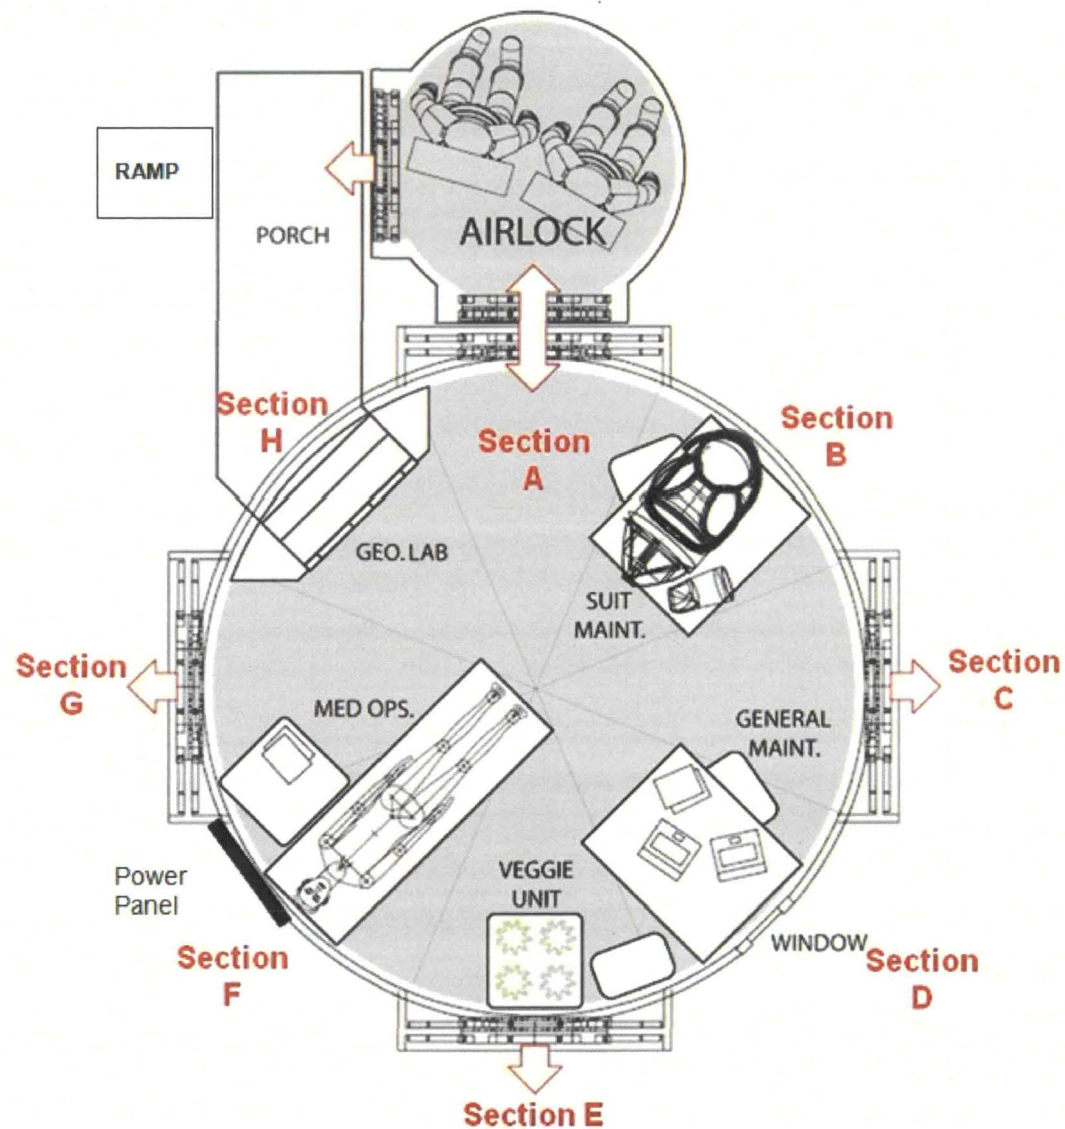 RAMP
PORCH
AIRLOCK
Section
H
Section
A
Section
B
GEO.LAB
SUIT
MAINT.
Section
G
Section
C
MED OPS.
GENERAL
MAINT.
Power
Panel
VEGGIE
UNIT
WINDOW
Section
F
Section
D
Section E